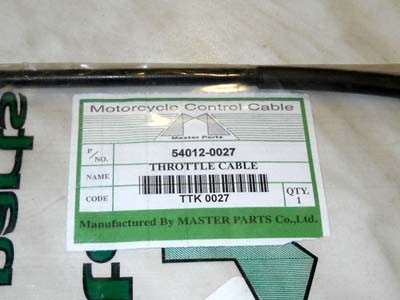 Motorcycle Control Cable
Master Parts
P/NO. 54012-0027
NAME THROTTLE CABLE
CODE TTK 0027 QTY. 1
Manufactured By MASTER PARTS Co.,Ltd.